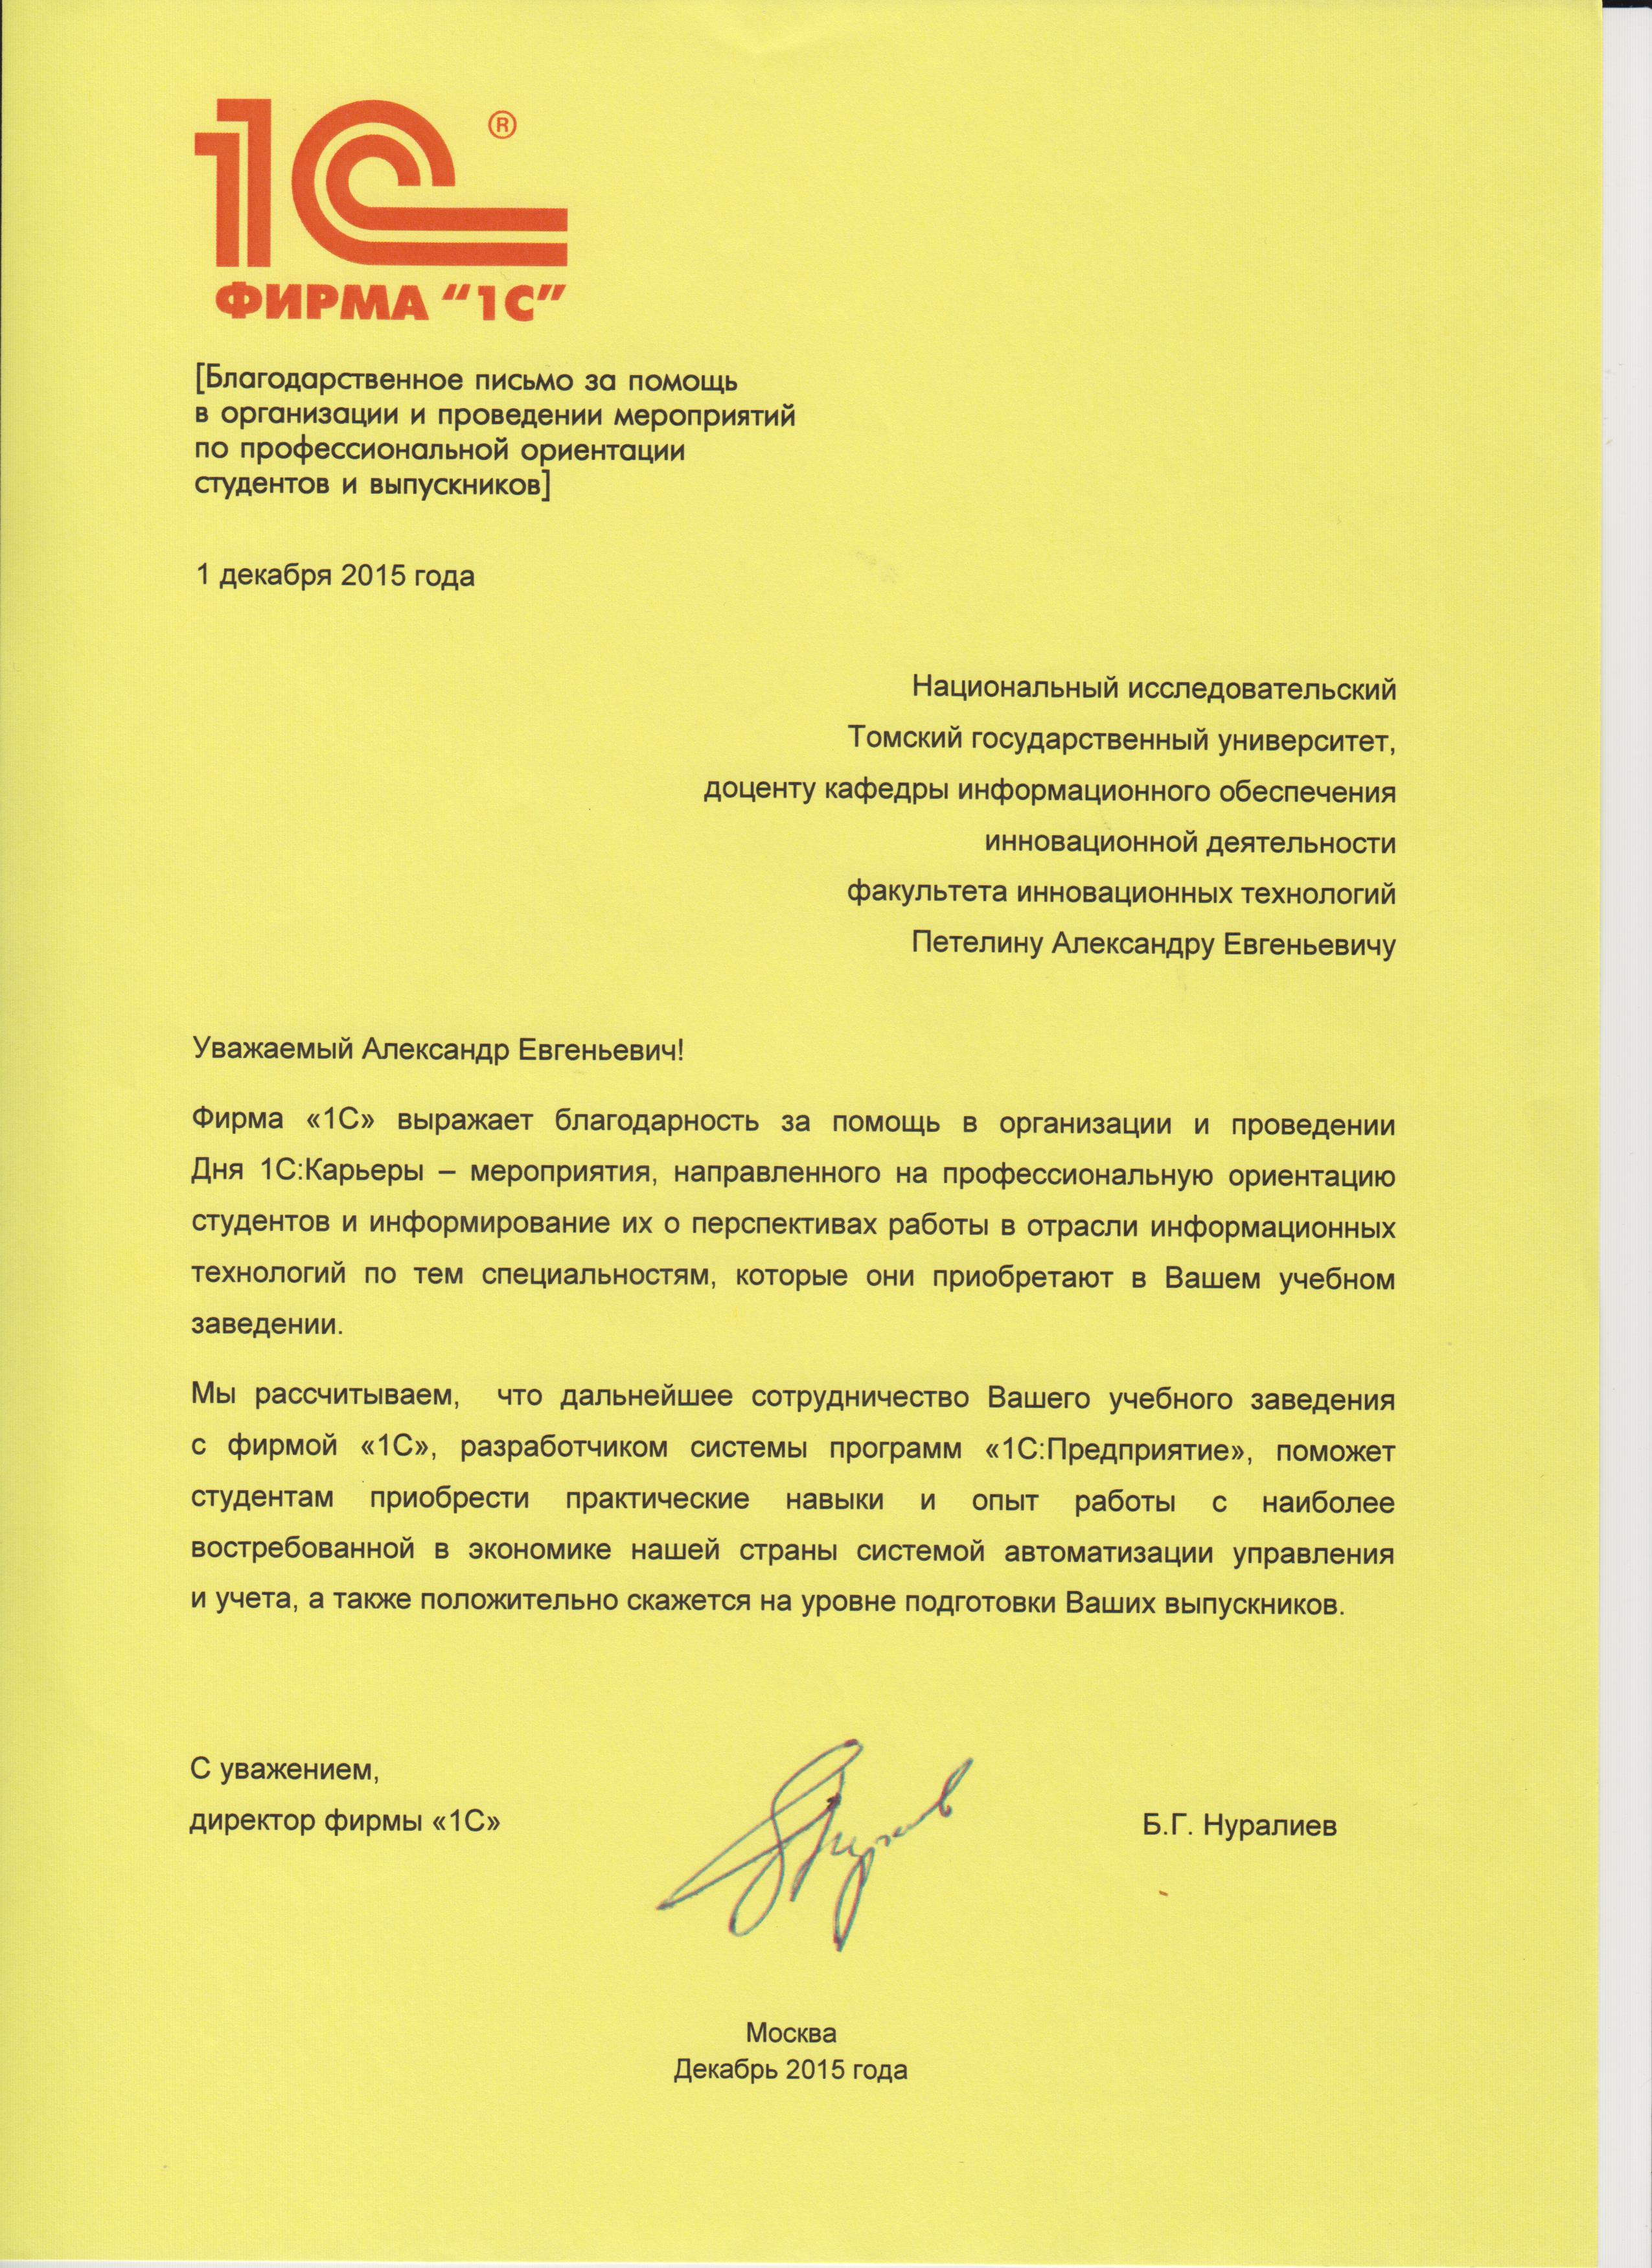 1С®
ФИРМА “1С”
[Благодарственное письмо за помощь
в организации и проведении мероприятий
по профессиональной ориентации
студентов и выпускников]
1 декабря 2015 года
Национальный исследовательский
Томский государственный университет,
доценту кафедры информационного обеспечения
инновационной деятельности
факультета инновационных технологий
Петелину Александру Евгеньевичу
Уважаемый Александр Евгеньевич!
Фирма «1С» выражает благодарность за помощь в организации и проведении
Дня 1С:Карьеры – мероприятия, направленного на профессиональную ориентацию
студентов и информирование их о перспективах работы в отрасли информационных
технологий по тем специальностям, которые они приобретают в Вашем учебном
заведении.
Мы рассчитываем, что дальнейшее сотрудничество Вашего учебного заведения
с фирмой «1С», разработчиком системы программ «1С:Предприятие», поможет
студентам приобрести практические навыки и опыт работы с наиболее
востребованной в экономике нашей страны системой автоматизации управления
и учета, а также положительно скажется на уровне подготовки Ваших выпускников.
С уважением,
директор фирмы «1С»
Б.Г. Нуралиев
Москва
Декабрь 2015 года